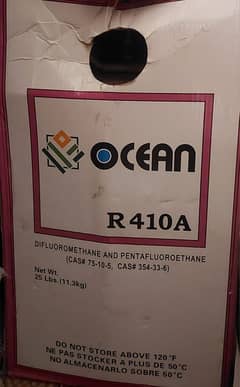 OCEAN
R410A
DIFLUOROMETHANE AND PENTAFLUOROETHANE
(CAS# 75-10-5, CAS# 354-33-6)
Net Wt.
25 Lbs.(11.3kg)
DO NOT STORE ABOVE 120°F
NE PAS STOCKER A PLUS DE 50°C
NO ALMACENARLO SOBRE 50°C